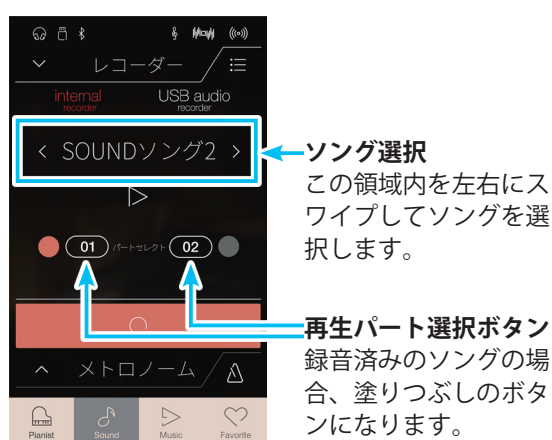 レコーダー
internal
recorder
USB audio
recorder
SOUNDソング2
ソング選択
この領域内を左右にス
ワイプしてソングを選
択します。
01 パートセレクト 02
再生パート選択ボタン
録音済みのソングの場
合、塗りつぶしのボタ
ンになります。
メトロノーム
Pianist Sound Music Favorite